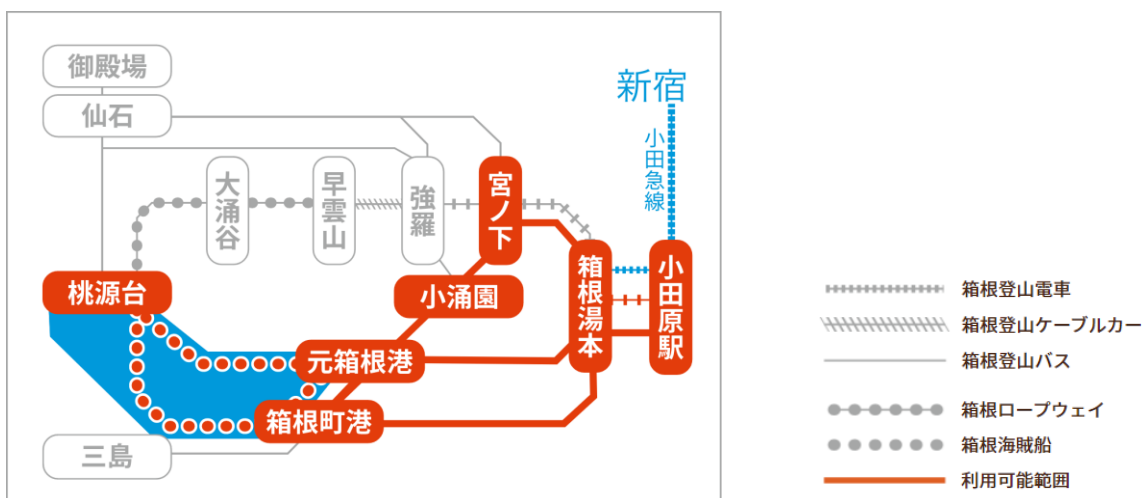 御殿場
仙石
新宿
小田急線
大涌谷
早雲山
強羅
宮ノ下
箱根湯本
小田原駅
桃源台
小涌園
元箱根港
箱根町港
三島
箱根登山電車
箱根登山ケーブルカー
箱根登山バス
箱根ロープウェイ
箱根海賊船
利用可能範囲